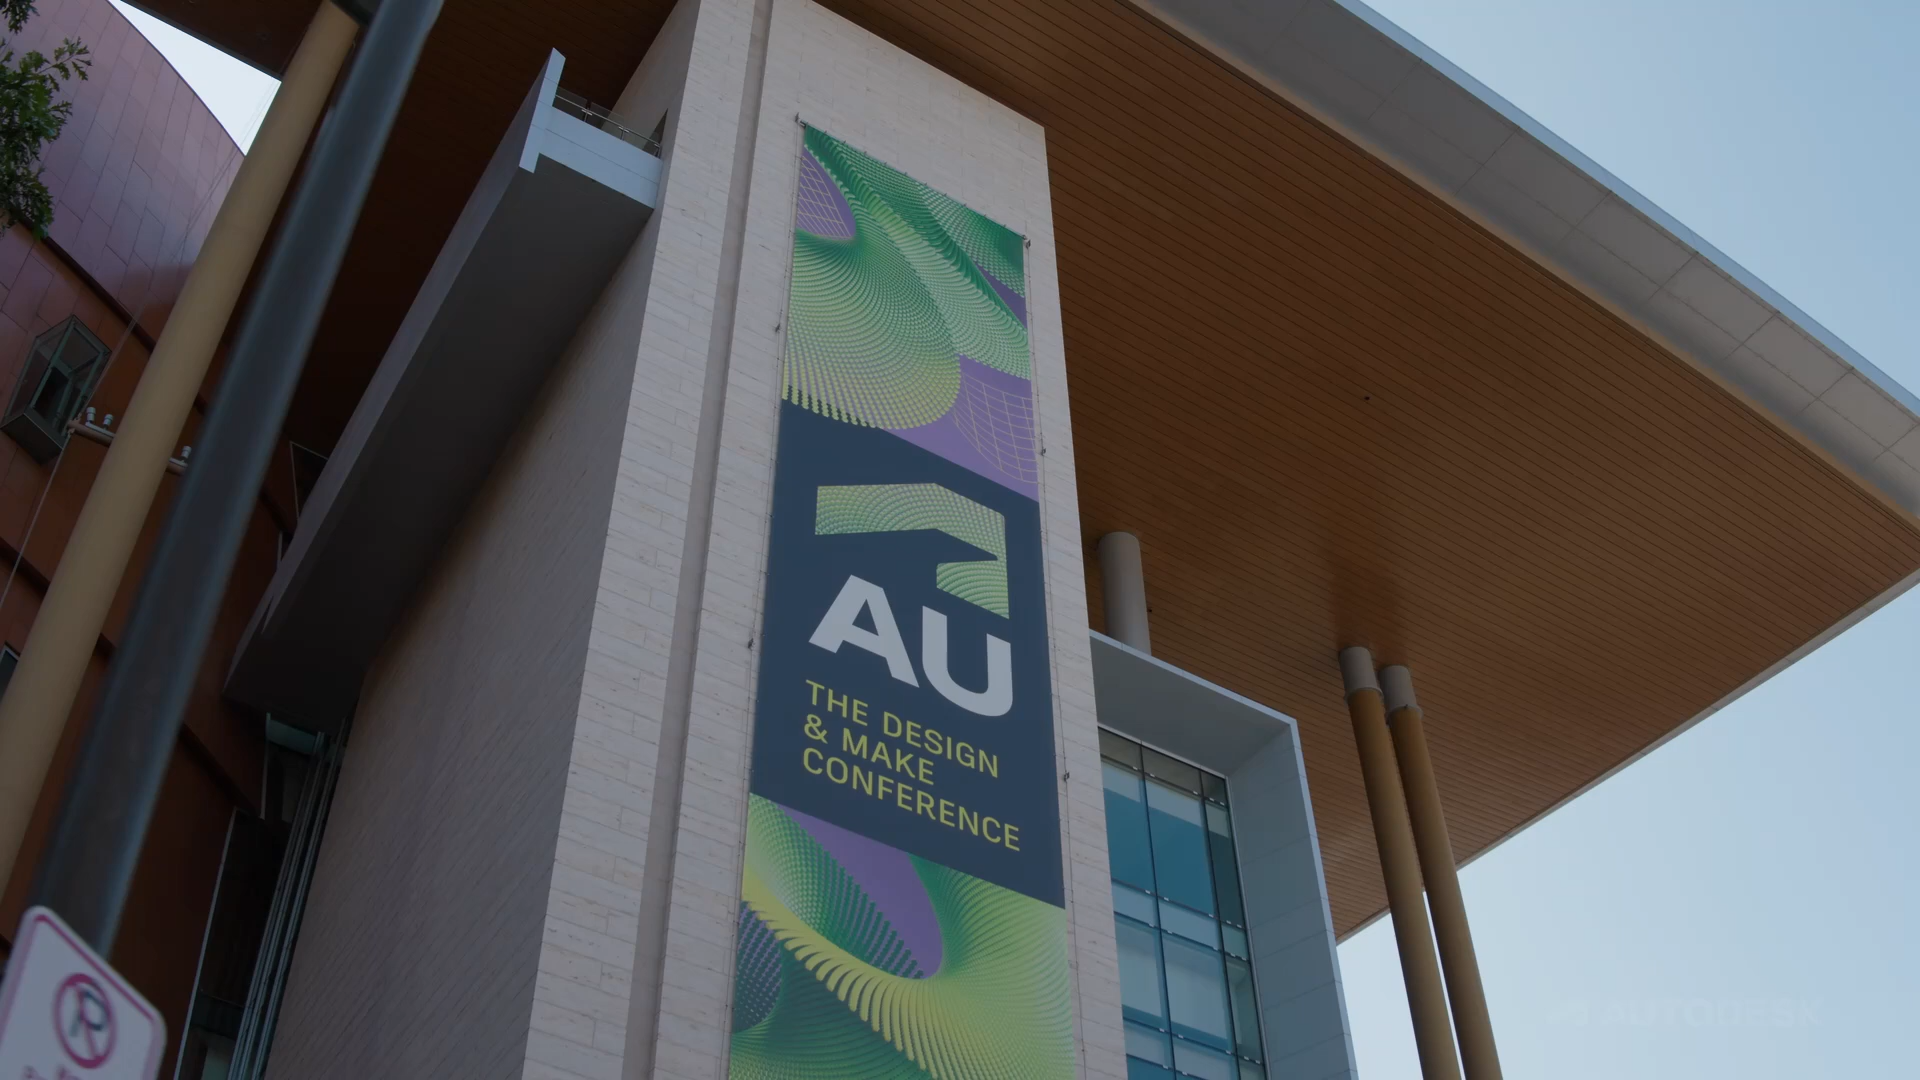 AU
THE DESIGN
& MAKE
CONFERENCE
AUTODESK